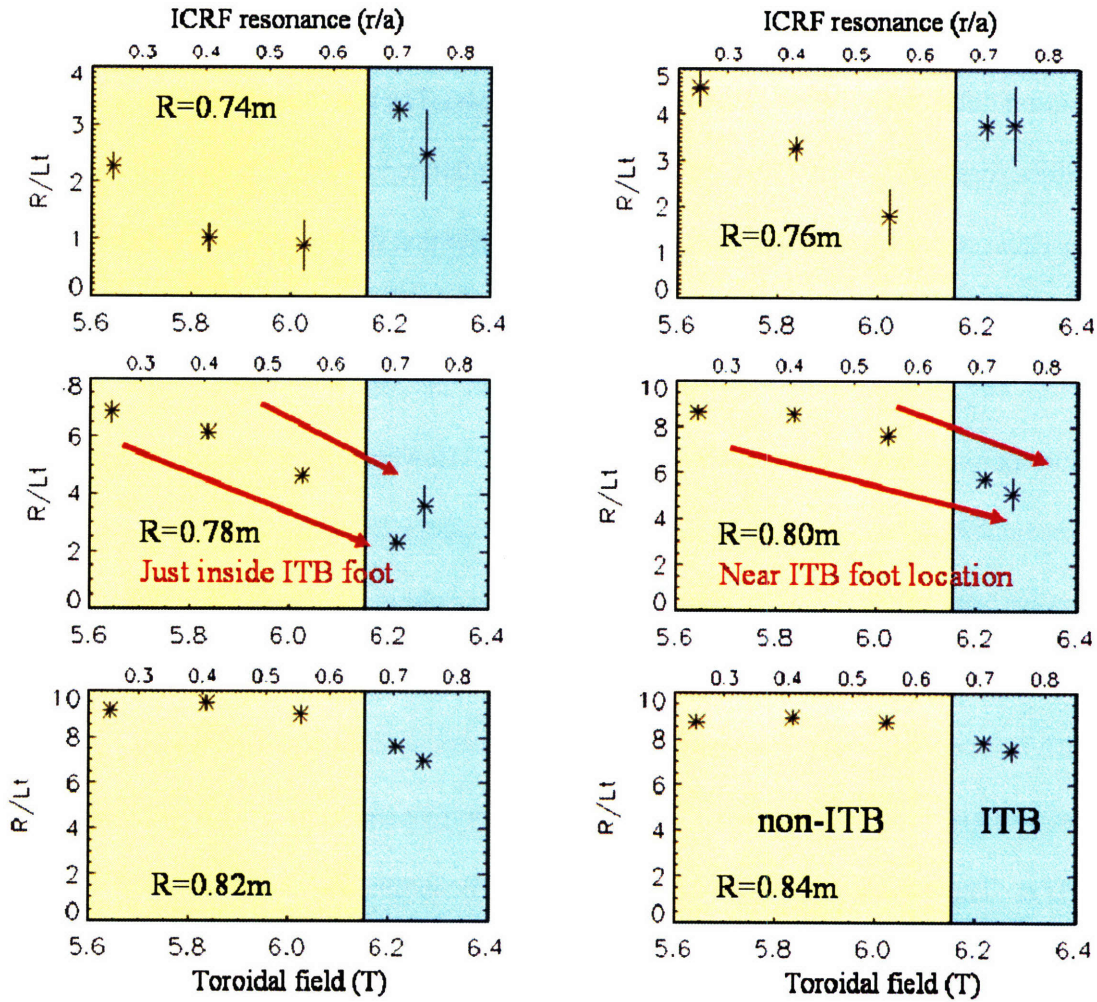 ICRF resonance (r/a)
0.3 0.4 0.5 0.6 0.7 0.8
4
3
2
1
0
R/Lt
R=0.74m
5.6 5.8 6.0 6.2 6.4
ICRF resonance (r/a)
0.3 0.4 0.5 0.6 0.7 0.8
5
4
3
2
1
0
R/Lt
R=0.76m
5.6 5.8 6.0 6.2 6.4
0.3 0.4 0.5 0.6 0.7 0.8
8
6
4
2
0
R/Lt
R=0.78m
Just inside ITB foot
5.6 5.8 6.0 6.2 6.4
0.3 0.4 0.5 0.6 0.7 0.8
10
8
6
4
2
0
R/Lt
R=0.80m
Near ITB foot location
5.6 5.8 6.0 6.2 6.4
0.3 0.4 0.5 0.6 0.7 0.8
10
8
6
4
2
0
R/Lt
R=0.82m
5.6 5.8 6.0 6.2 6.4
Toroidal field (T)
0.3 0.4 0.5 0.6 0.7 0.8
10
8
6
4
2
0
R/Lt
non-ITB ITB
R=0.84m
5.6 5.8 6.0 6.2 6.4
Toroidal field (T)